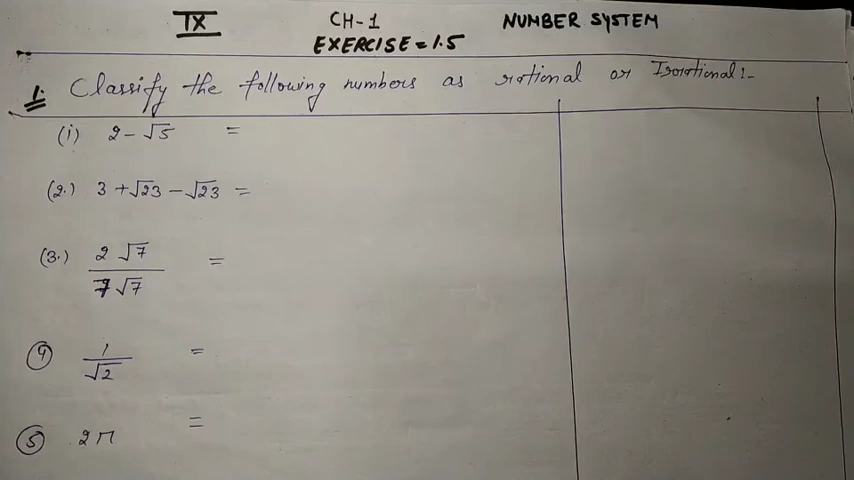 IX CH-1 NUMBER SYSTEM
EXERCISE = 1.5
1. Classify the following numbers as rational or Irrational :-
(i) 2 - √5 =
(2.) 3 + √23 - √23 =
(3.) 2√7 / 7√7 =
(4) 1 / √2 =
(5) 2π =